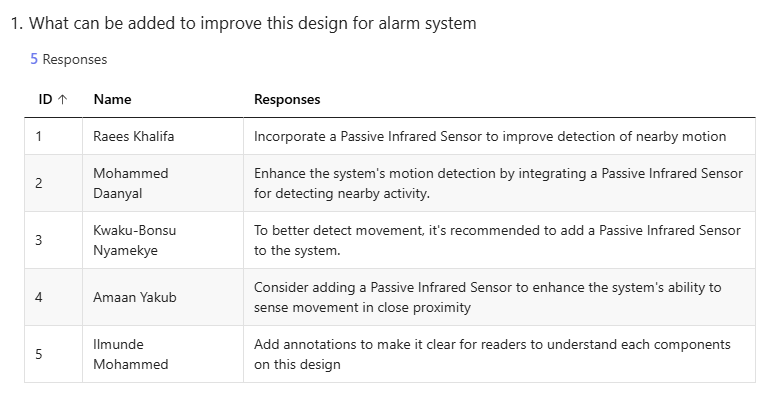 1. What can be added to improve this design for alarm system
5 Responses
ID ↑ Name Responses
1 Raees Khalifa Incorporate a Passive Infrared Sensor to improve detection of nearby motion
2 Mohammed Daanyal Enhance the system's motion detection by integrating a Passive Infrared Sensor
for detecting nearby activity.
3 Kwaku-Bonsu Nyamekye To better detect movement, it's recommended to add a Passive Infrared Sensor
to the system.
4 Amaan Yakub Consider adding a Passive Infrared Sensor to enhance the system's ability to
sense movement in close proximity
5 Ilmunde Mohammed Add annotations to make it clear for readers to understand each components
on this design